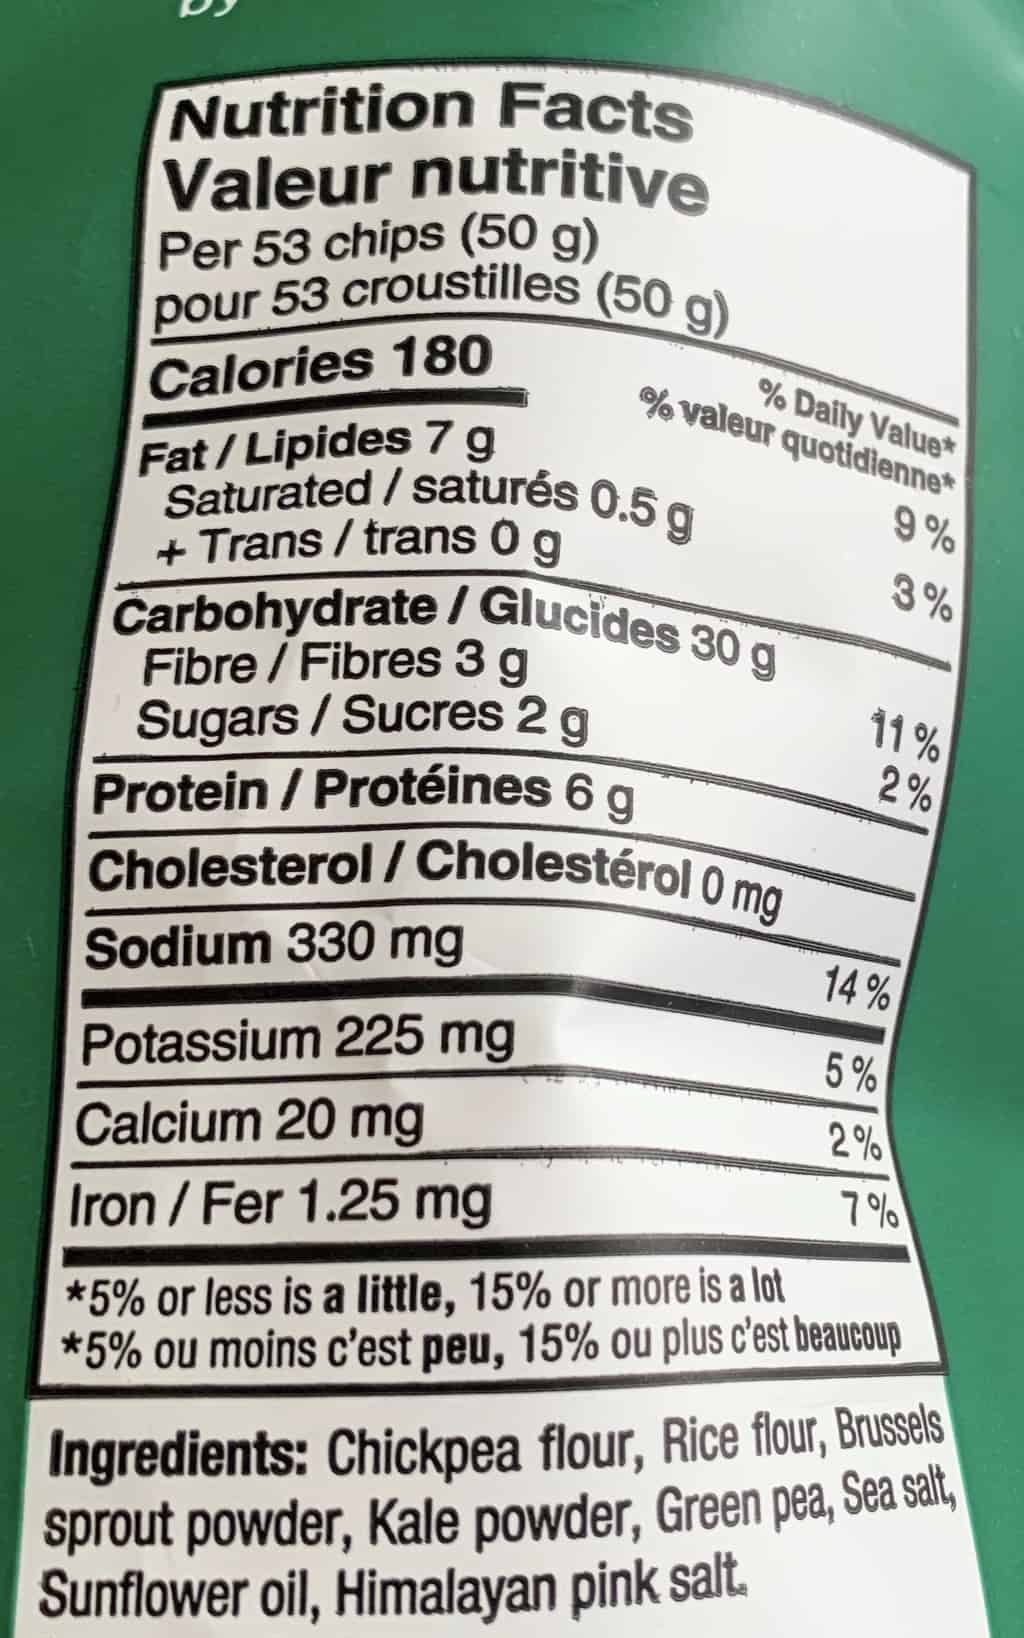 by
Nutrition Facts
Valeur nutritive
Per 53 chips (50 g)
pour 53 croustilles (50 g)
Calories 180
% Daily Value*
% valeur quotidienne*
Fat / Lipides 7 g 9 %
Saturated / saturés 0.5 g
+ Trans / trans 0 g 3 %
Carbohydrate / Glucides 30 g
Fibre / Fibres 3 g 11 %
Sugars / Sucres 2 g 2 %
Protein / Protéines 6 g
Cholesterol / Cholestérol 0 mg
Sodium 330 mg 14 %
Potassium 225 mg 5 %
Calcium 20 mg 2 %
Iron / Fer 1.25 mg 7 %
*5% or less is a little, 15% or more is a lot
*5% ou moins c'est peu, 15% ou plus c'est beaucoup
Ingredients: Chickpea flour, Rice flour, Brussels
sprout powder, Kale powder, Green pea, Sea salt,
Sunflower oil, Himalayan pink salt.